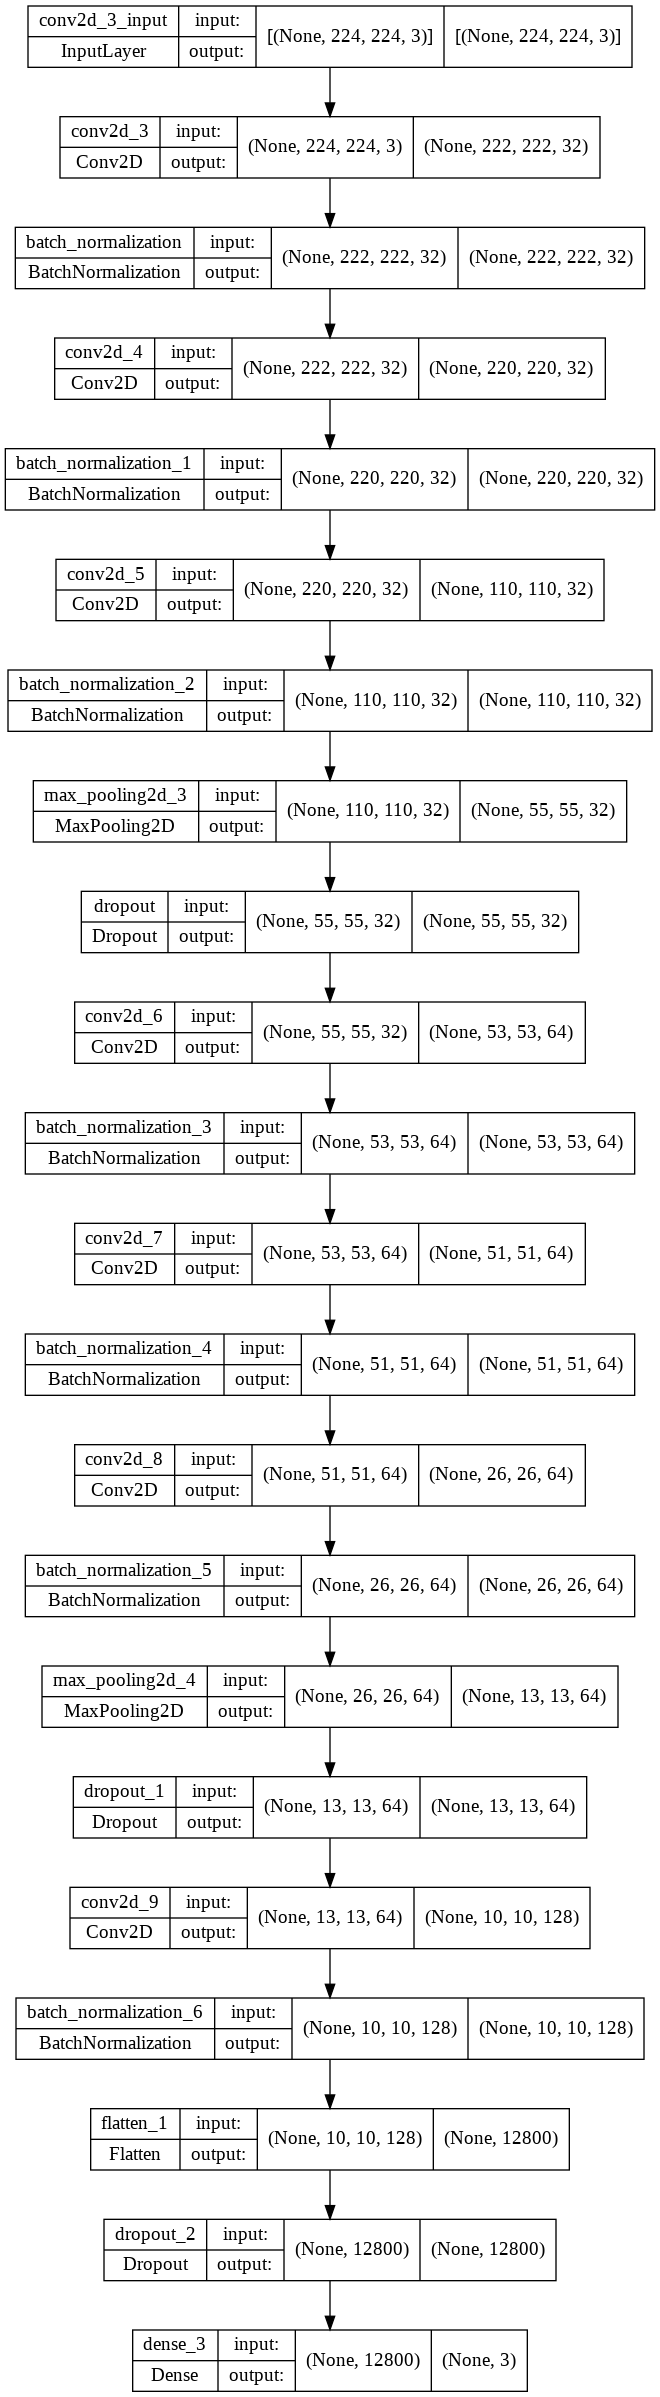 conv2d_3_input input: [(None, 224, 224, 3)] [(None, 224, 224, 3)]
InputLayer output:
conv2d_3 input: (None, 224, 224, 3) (None, 222, 222, 32)
Conv2D output:
batch_normalization input: (None, 222, 222, 32) (None, 222, 222, 32)
BatchNormalization output:
conv2d_4 input: (None, 222, 222, 32) (None, 220, 220, 32)
Conv2D output:
batch_normalization_1 input: (None, 220, 220, 32) (None, 220, 220, 32)
BatchNormalization output:
conv2d_5 input: (None, 220, 220, 32) (None, 110, 110, 32)
Conv2D output:
batch_normalization_2 input: (None, 110, 110, 32) (None, 110, 110, 32)
BatchNormalization output:
max_pooling2d_3 input: (None, 110, 110, 32) (None, 55, 55, 32)
MaxPooling2D output:
dropout input: (None, 55, 55, 32) (None, 55, 55, 32)
Dropout output:
conv2d_6 input: (None, 55, 55, 32) (None, 53, 53, 64)
Conv2D output:
batch_normalization_3 input: (None, 53, 53, 64) (None, 53, 53, 64)
BatchNormalization output:
conv2d_7 input: (None, 53, 53, 64) (None, 51, 51, 64)
Conv2D output:
batch_normalization_4 input: (None, 51, 51, 64) (None, 51, 51, 64)
BatchNormalization output:
conv2d_8 input: (None, 51, 51, 64) (None, 26, 26, 64)
Conv2D output:
batch_normalization_5 input: (None, 26, 26, 64) (None, 26, 26, 64)
BatchNormalization output:
max_pooling2d_4 input: (None, 26, 26, 64) (None, 13, 13, 64)
MaxPooling2D output:
dropout_1 input: (None, 13, 13, 64) (None, 13, 13, 64)
Dropout output:
conv2d_9 input: (None, 13, 13, 64) (None, 10, 10, 128)
Conv2D output:
batch_normalization_6 input: (None, 10, 10, 128) (None, 10, 10, 128)
BatchNormalization output:
flatten_1 input: (None, 10, 10, 128) (None, 12800)
Flatten output:
dropout_2 input: (None, 12800) (None, 12800)
Dropout output:
dense_3 input: (None, 12800) (None, 3)
Dense output: